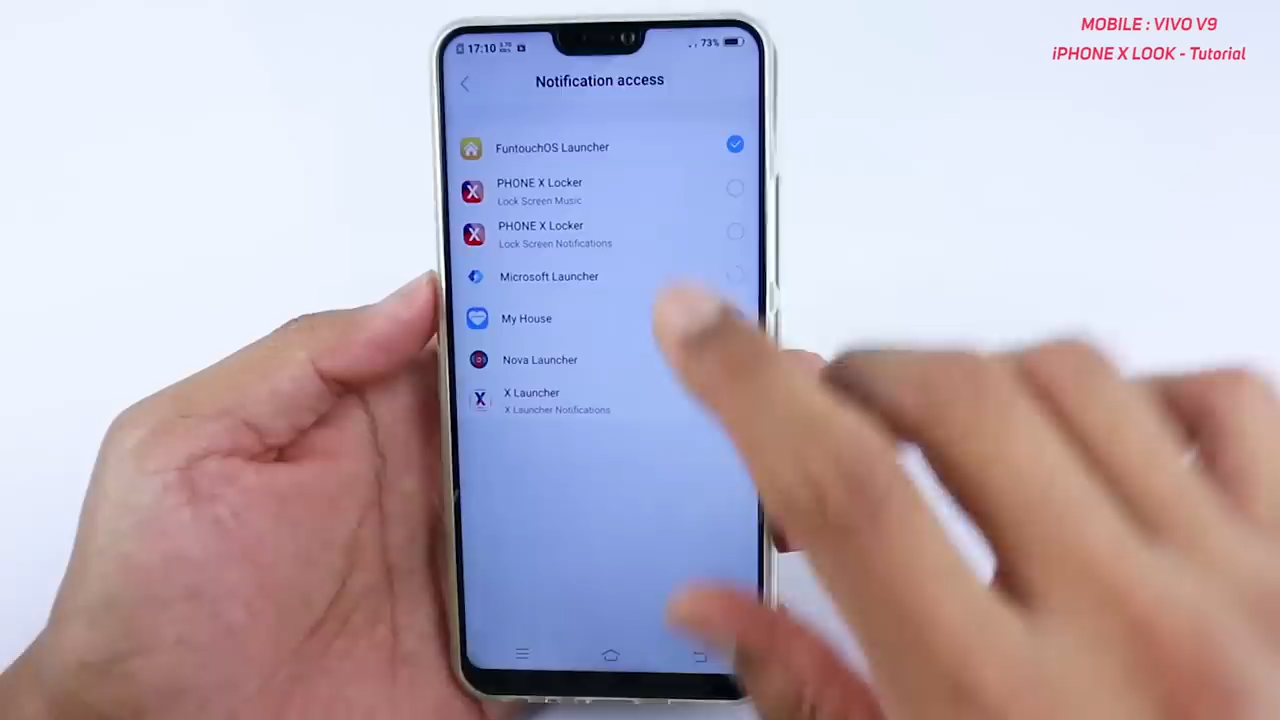 MOBILE : VIVO V9
iPHONE X LOOK - Tutorial
17:10
73%
Notification access
FuntouchOS Launcher
PHONE X Locker
Lock Screen Music
PHONE X Locker
Lock Screen Notifications
Microsoft Launcher
My House
Nova Launcher
X Launcher
X Launcher Notifications